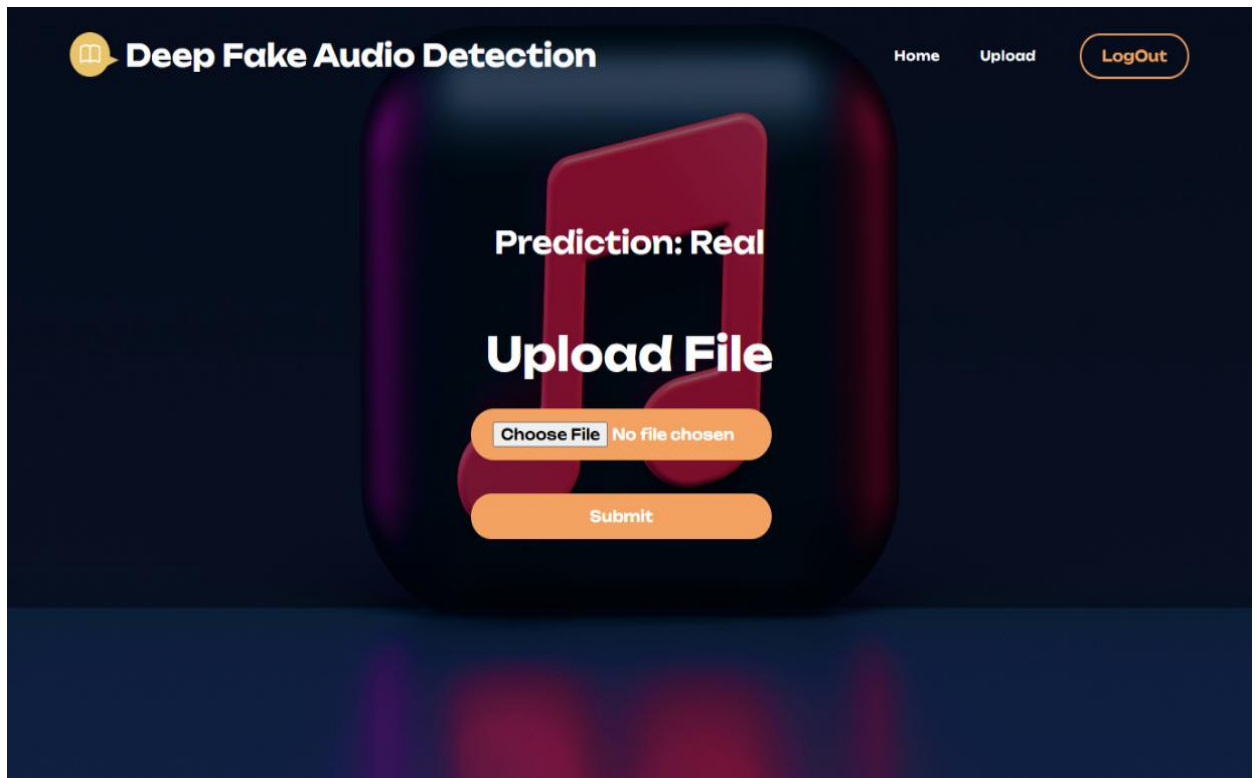 Deep Fake Audio Detection
Home Upload LogOut
Prediction: Real
Upload File
Choose File No file chosen
Submit